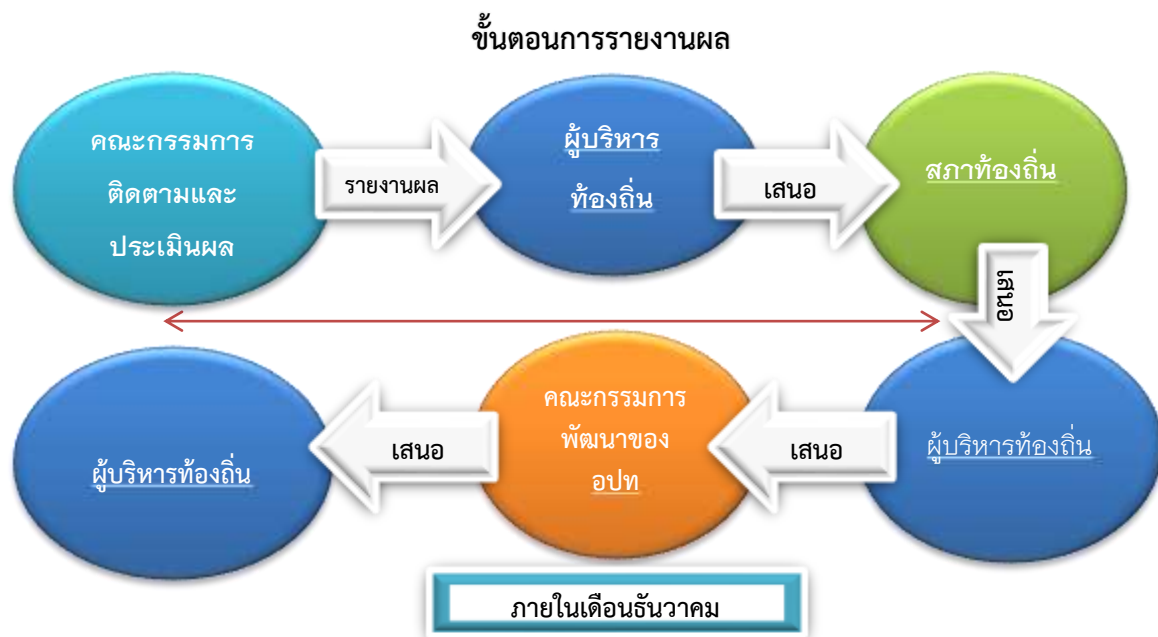 ขั้นตอนการรายงานผล
คณะกรรมการ
ติดตามและ
ประเมินผล
รายงานผล
ผู้บริหาร
ท้องถิ่น
เสนอ
สภาท้องถิ่น
เสนอ
ผู้บริหารท้องถิ่น
เสนอ
คณะกรรมการ
พัฒนาของ
อปท
เสนอ
ผู้บริหารท้องถิ่น
ภายในเดือนธันวาคม